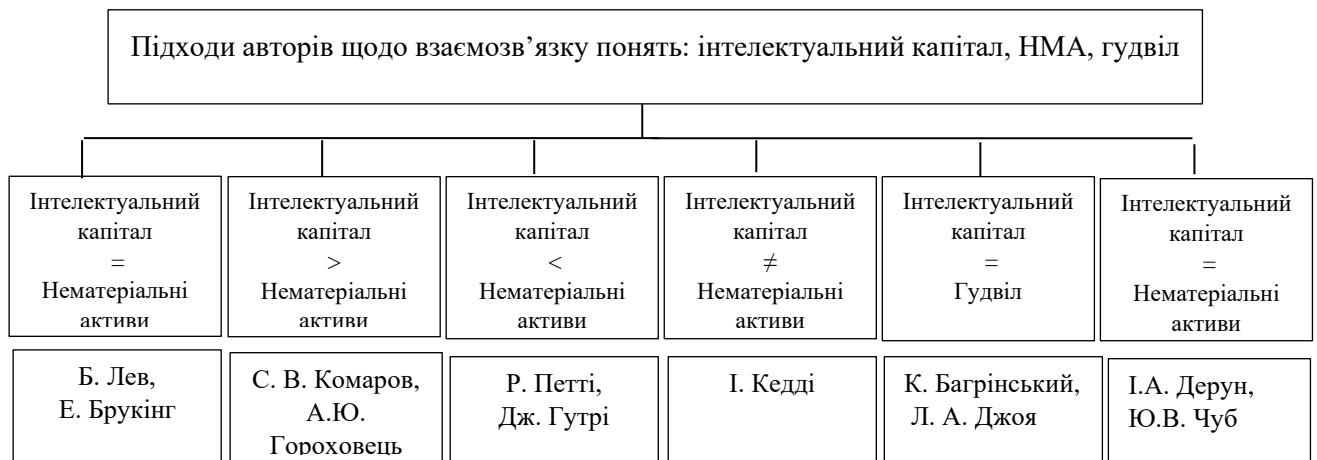 Підходи авторів щодо взаємозв’язку понять: інтелектуальний капітал, НМА, гудвіл
Інтелектуальний
капітал
=
Нематеріальні
активи
Інтелектуальний
капітал
>
Нематеріальні
активи
Інтелектуальний
капітал
<
Нематеріальні
активи
Інтелектуальний
капітал
≠
Нематеріальні
активи
Інтелектуальний
капітал
=
Гудвіл
Інтелектуальний
капітал
=
Нематеріальні
активи
Б. Лев,
Е. Брукінг
С. В. Комаров,
А.Ю.
Гороховець
Р. Петті,
Дж. Гутрі
І. Кедді
К. Багрінський,
Л. А. Джоя
І.А. Дерун,
Ю.В. Чуб